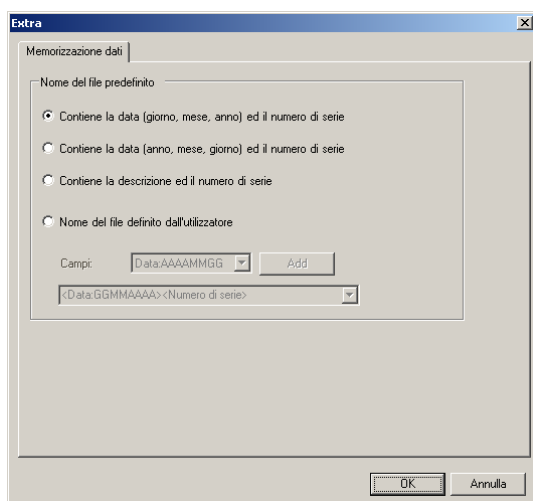 Extra
Memorizzazione dati
Nome del file predefinito
Contiene la data (giorno, mese, anno) ed il numero di serie
Contiene la data (anno, mese, giorno) ed il numero di serie
Contiene la descrizione ed il numero di serie
Nome del file definito dall'utilizzatore
Campi: Data:AAAAMMGG Add
<Data:GGMMAAAA><Numero di serie>
OK Annulla